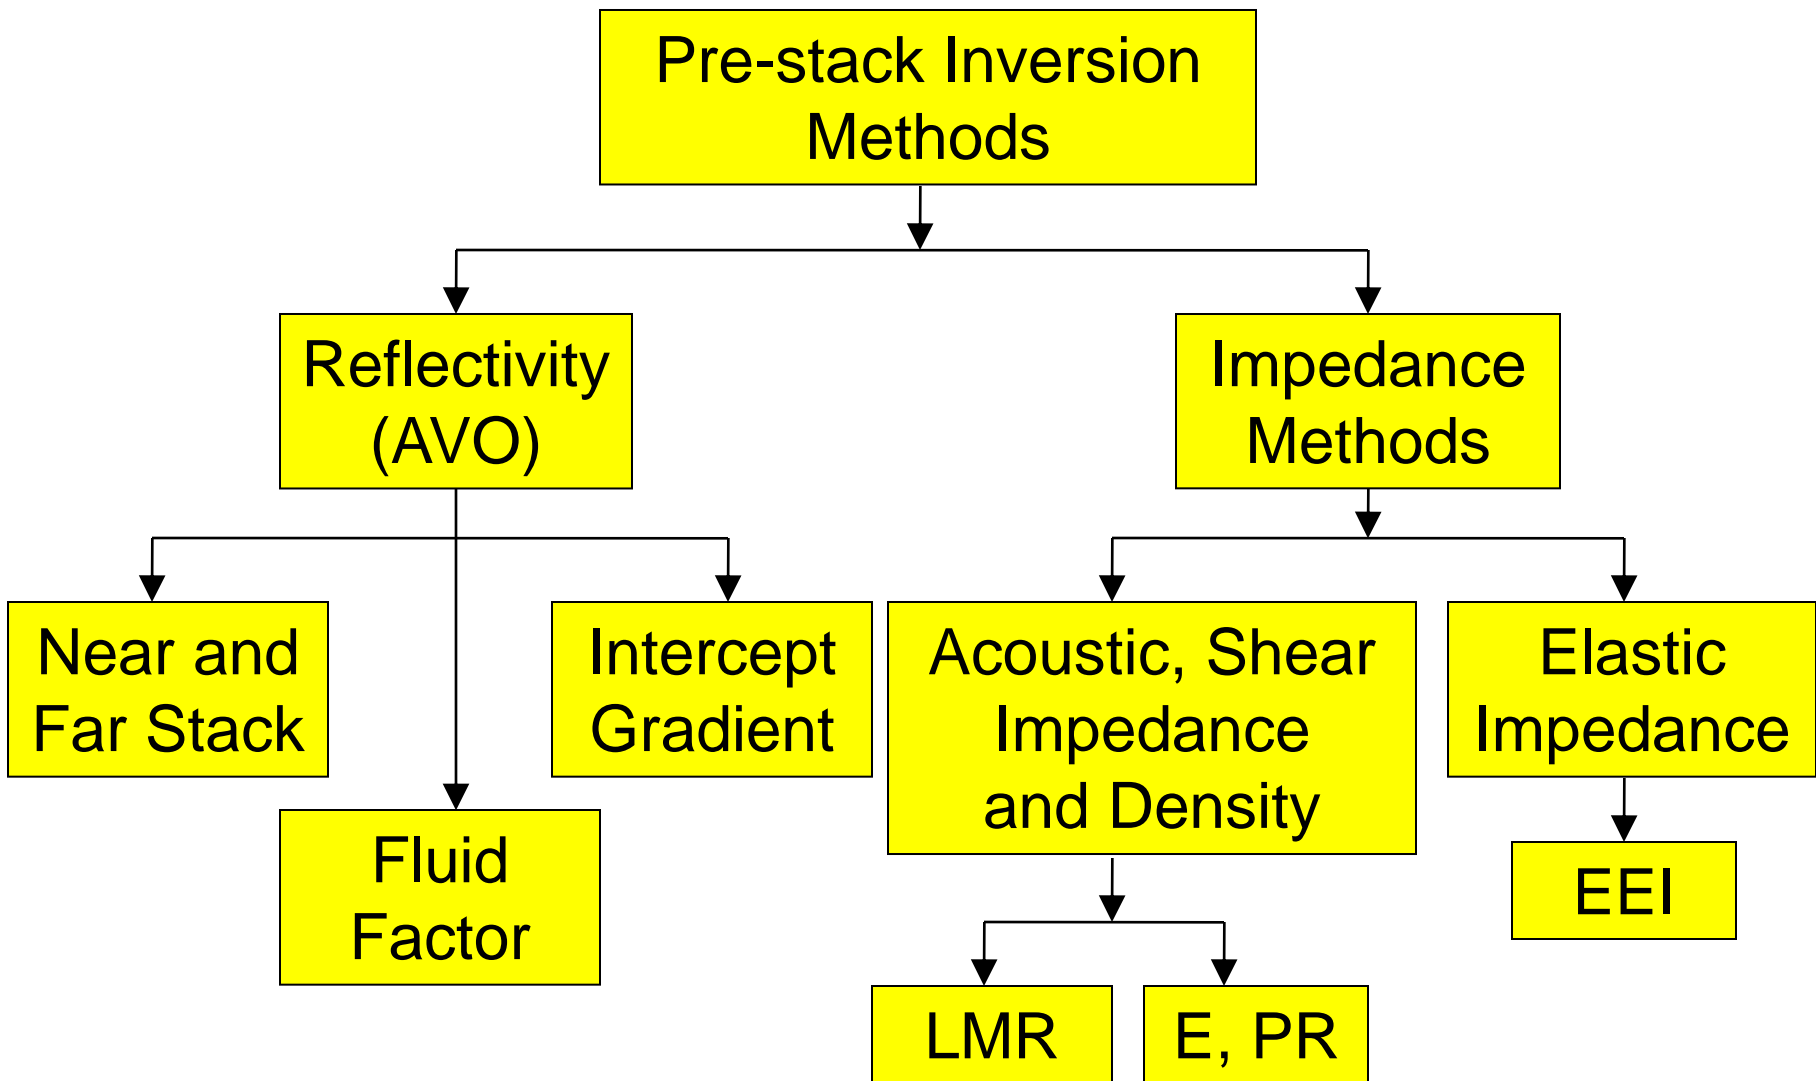 Pre-stack Inversion
Methods
Reflectivity
(AVO)
Impedance
Methods
Near and
Far Stack
Intercept
Gradient
Acoustic, Shear
Impedance
and Density
Elastic
Impedance
Fluid
Factor
EEI
LMR
E, PR